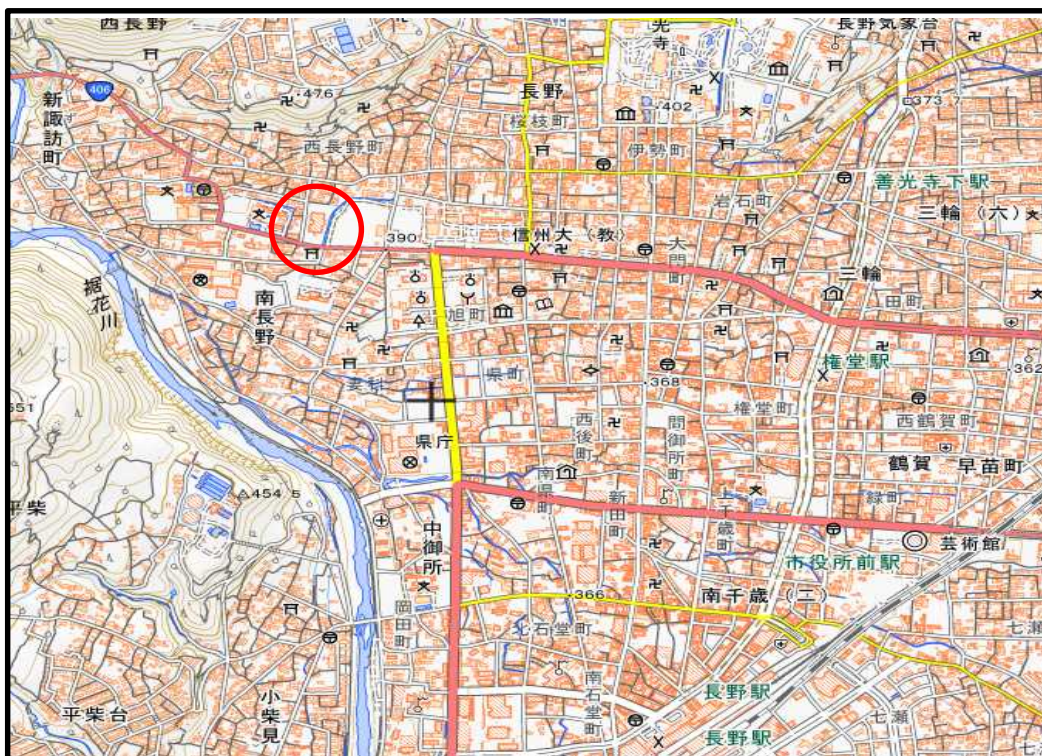 西長野
光寺
長野気象台
406
476
長野
402
373.7
新諏訪町
桜枝町
西長野町
伊勢町
善光寺下駅
岩石町
三輪(六)
390
信州大(教)
大門町
三輪
裾花川
南長野
旭町
田町
権堂駅
362
妻科
県町
368
551
権堂町
西後町
問御所町
西鶴賀町
県庁
鶴賀
早苗町
454.5
南県町
新田町
上千歳町
緑町
平柴
中御所
芸術館
市役所前駅
岡田町
366
南千歳(二)
北石堂町
七瀬
長野駅
南石堂町
平柴台
小柴見
七瀬
長野駅